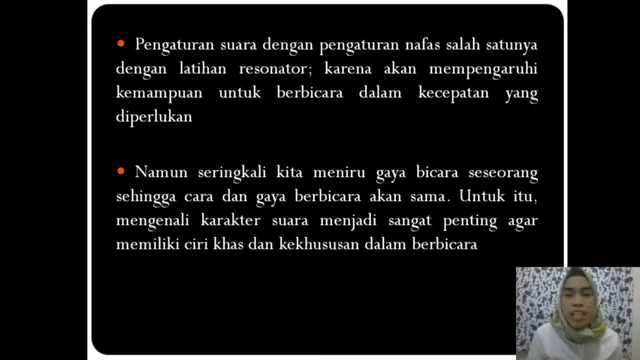 Pengaturan suara dengan pengaturan nafas salah satunya
dengan latihan resonator; karena akan mempengaruhi
kemampuan untuk berbicara dalam kecepatan yang
diperlukan
Namun seringkali kita meniru gaya bicara seseorang
sehingga cara dan gaya berbicara akan sama. Untuk itu,
mengenali karakter suara menjadi sangat penting agar
memiliki ciri khas dan kekhususan dalam berbicara